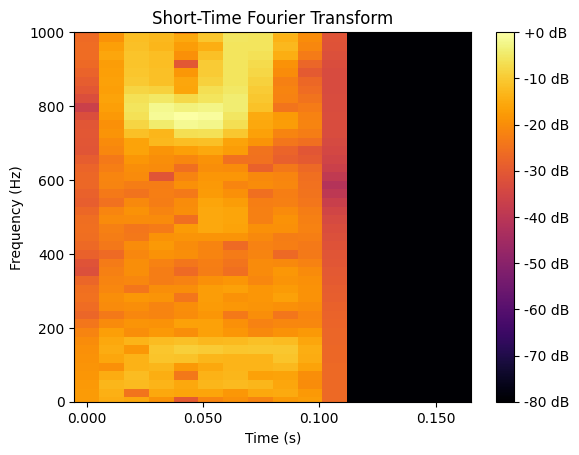 Short-Time Fourier Transform
1000
800
600
400
200
0
Frequency (Hz)
0.000
0.050
0.100
0.150
Time (s)
+0 dB
-10 dB
-20 dB
-30 dB
-40 dB
-50 dB
-60 dB
-70 dB
-80 dB